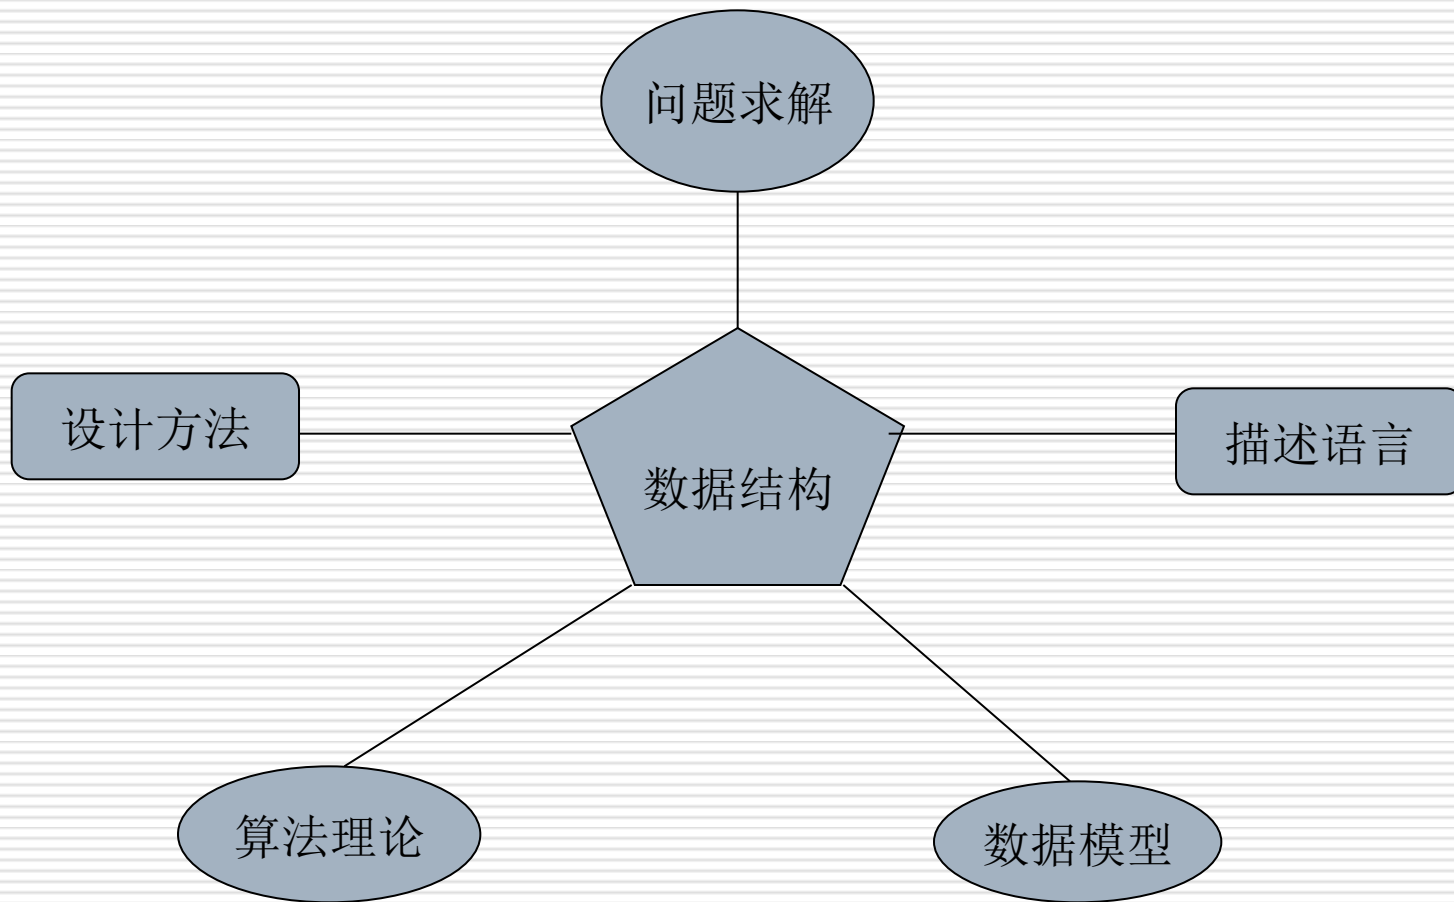 问题求解
设计方法
描述语言
数据结构
算法理论
数据模型